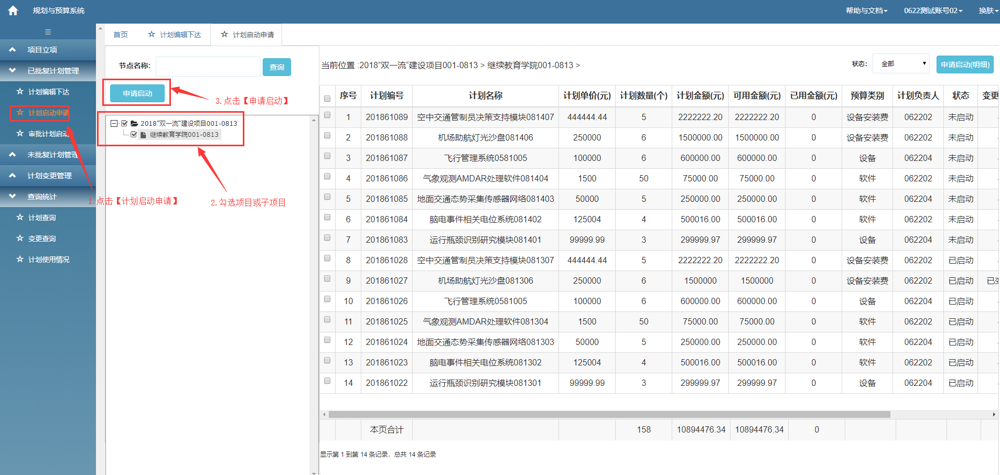 规划与预算系统
帮助与文档
0622测试账号02
换肤
项目立项
已批复计划管理
计划编辑下达
计划启动申请
审批计划启动
未批复计划管理
计划变更管理
查询统计
计划查询
变更查询
计划使用情况
首页
计划编辑下达
计划启动申请
节点名称:
查询
申请启动
3.点击【申请启动】
2018"双一流"建设项目001-0813
继续教育学院001-0813
1.点击【计划启动申请】
2.勾选项目或子项目
当前位置 :2018"双一流"建设项目001-0813 > 继续教育学院001-0813 >
状态: 全部 申请启动(明细)
序号 计划编号 计划名称 计划单价(元) 计划数量(个) 计划金额(元) 可用金额(元) 已用金额(元) 预算类别 计划负责人 状态 变更
1 201861089 空中交通管制员决策支持模块081407 444444.44 5 2222222.20 2222222.20 0 设备安装费 062202 未启动
2 201861088 机场助航灯光沙盘081406 250000 6 1500000.00 1500000.00 0 设备安装费 062202 未启动
3 201861087 飞行管理系统0581005 100000 6 600000.00 600000.00 0 设备 062204 未启动
4 201861086 气象观测AMDAR处理软件081404 1500 50 75000.00 75000.00 0 软件 062202 未启动
5 201861085 地面交通态势采集传感器网络081403 50000 5 250000.00 250000.00 0 软件 062204 未启动
6 201861084 脑电事件相关电位系统081402 125004 4 500016.00 500016.00 0 软件 062202 未启动
7 201861083 运行瓶颈识别研究模块081401 99999.99 3 299999.97 299999.97 0 设备 062204 未启动
8 201861028 空中交通管制员决策支持模块081307 444444.44 5 2222222.20 2222222.20 0 设备安装费 062202 已启动
9 201861027 机场助航灯光沙盘081306 250000 6 1500000 1500000 0 设备安装费 062202 已启动 已变
10 201861026 飞行管理系统0581005 100000 6 600000.00 600000.00 0 设备 062204 已启动
11 201861025 气象观测AMDAR处理软件081304 1500 50 75000.00 75000.00 0 软件 062202 已启动
12 201861024 地面交通态势采集传感器网络081303 50000 5 250000.00 250000.00 0 软件 062204 已启动
13 201861023 脑电事件相关电位系统081302 125004 4 500016.00 500016.00 0 软件 062202 已启动
14 201861022 运行瓶颈识别研究模块081301 99999.99 3 299999.97 299999.97 0 设备 062204 已启动
本页合计 158 10894476.34 10894476.34 0
显示第 1 到第 14 条记录，总共 14 条记录